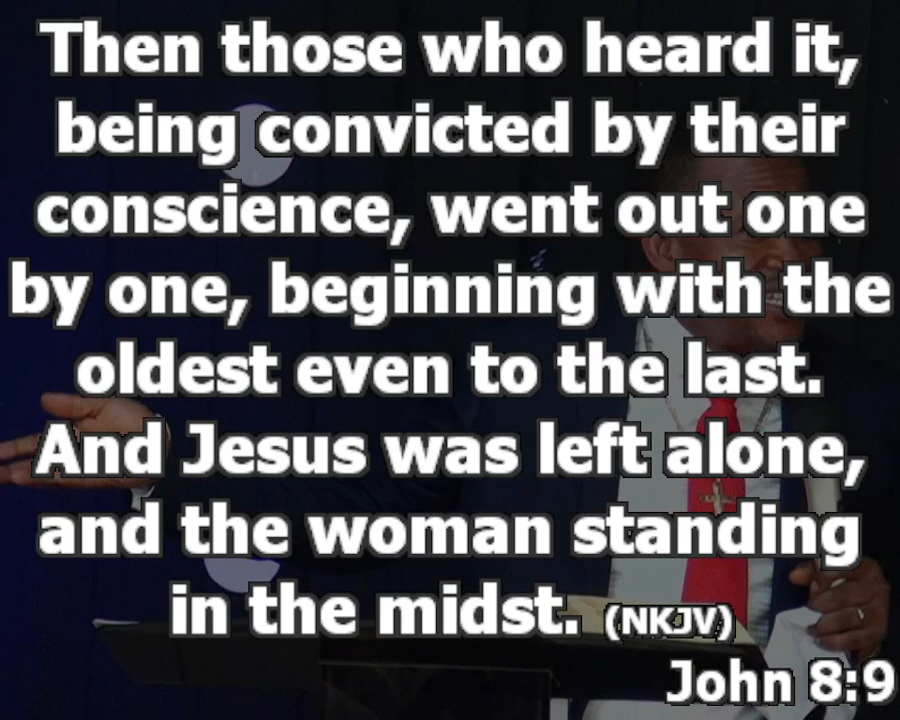 Then those who heard it,
being convicted by their
conscience, went out one
by one, beginning with the
oldest even to the last.
And Jesus was left alone,
and the woman standing
in the midst. (NKJV)
John 8:9